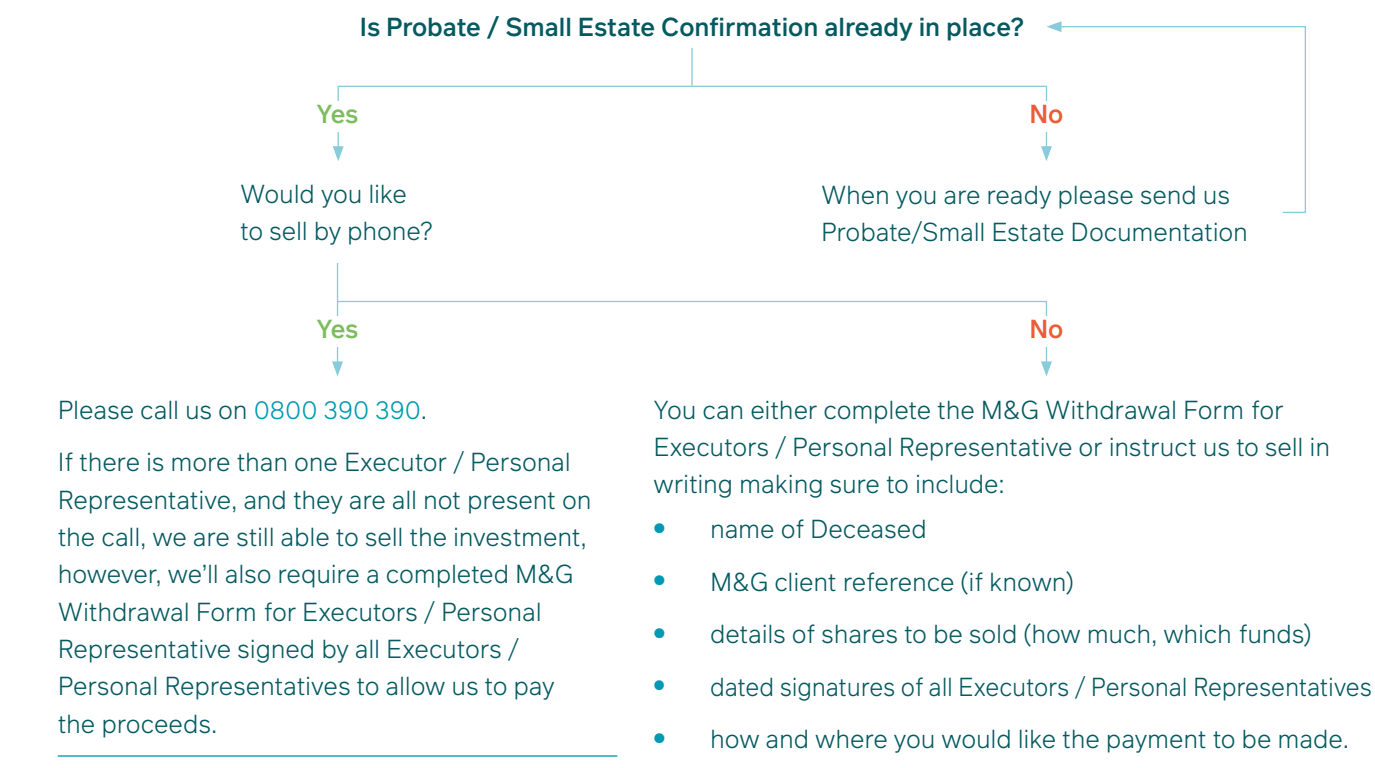 Is Probate / Small Estate Confirmation already in place?
Yes
No
Would you like
to sell by phone?
When you are ready please send us
Probate/Small Estate Documentation
Yes
No
Please call us on 0800 390 390.
If there is more than one Executor / Personal
Representative, and they are all not present on
the call, we are still able to sell the investment,
however, we'll also require a completed M&G
Withdrawal Form for Executors / Personal
Representative signed by all Executors /
Personal Representatives to allow us to pay
the proceeds.
You can either complete the M&G Withdrawal Form for
Executors / Personal Representative or instruct us to sell in
writing making sure to include:
• name of Deceased
• M&G client reference (if known)
• details of shares to be sold (how much, which funds)
• dated signatures of all Executors / Personal Representatives
• how and where you would like the payment to be made.